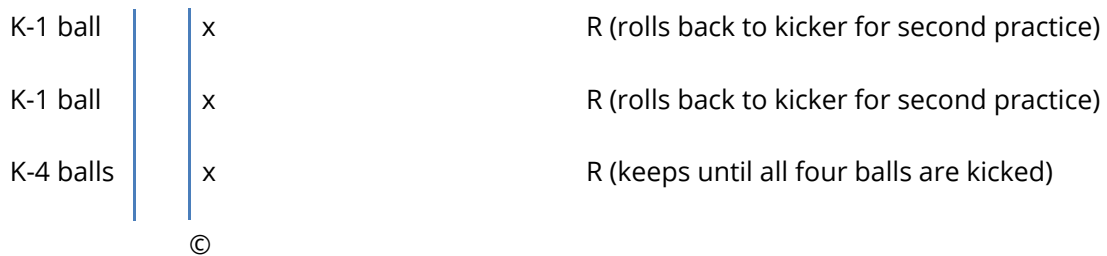 K-1 ball x R (rolls back to kicker for second practice)
K-1 ball x R (rolls back to kicker for second practice)
K-4 balls x R (keeps until all four balls are kicked)
©